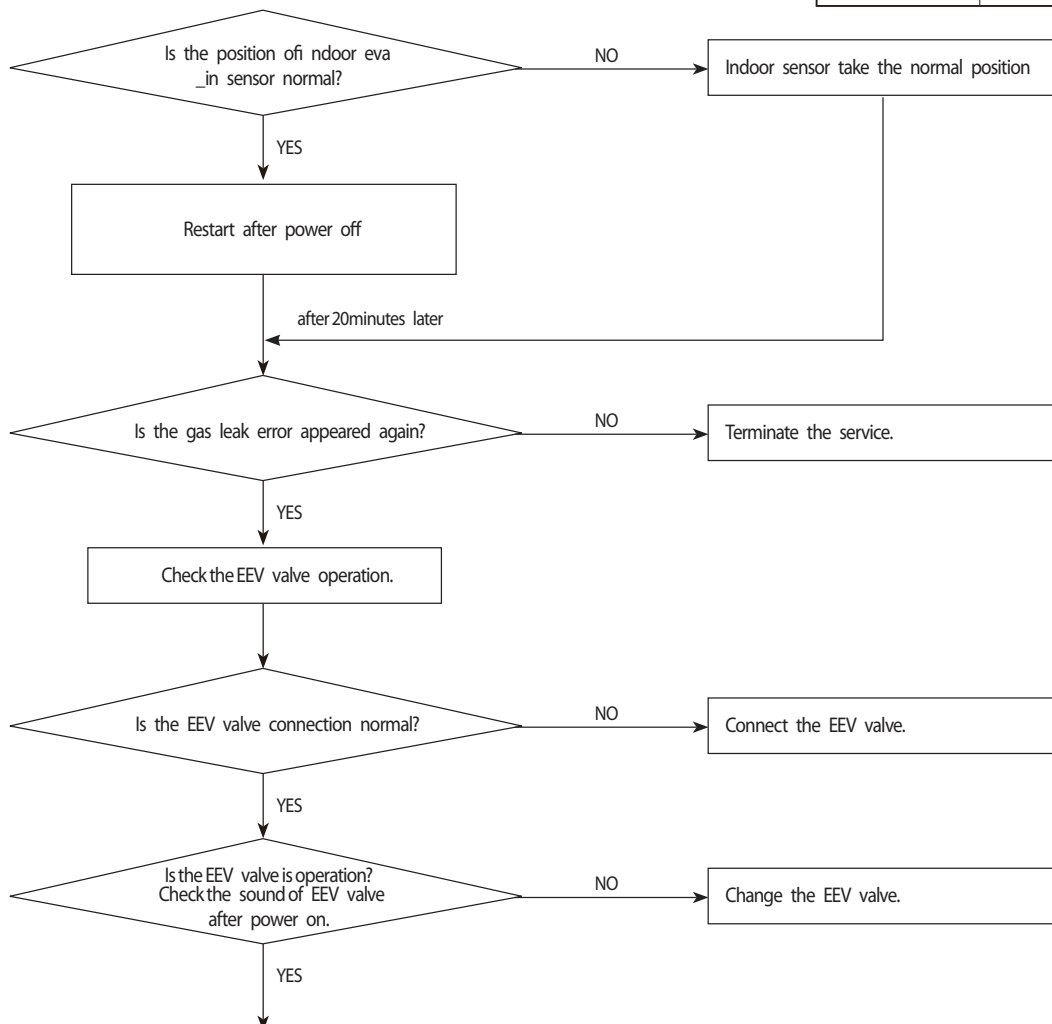 Is the position ofi ndoor eva
_in sensor normal?
NO
Indoor sensor take the normal position
YES
Restart after power off
after 20minutes later
Is the gas leak error appeared again?
NO
Terminate the service.
YES
Check the EEV valve operation.
Is the EEV valve connection normal?
NO
Connect the EEV valve.
YES
Is the EEV valve is operation?
Check the sound of EEV valve
after power on.
NO
Change the EEV valve.
YES